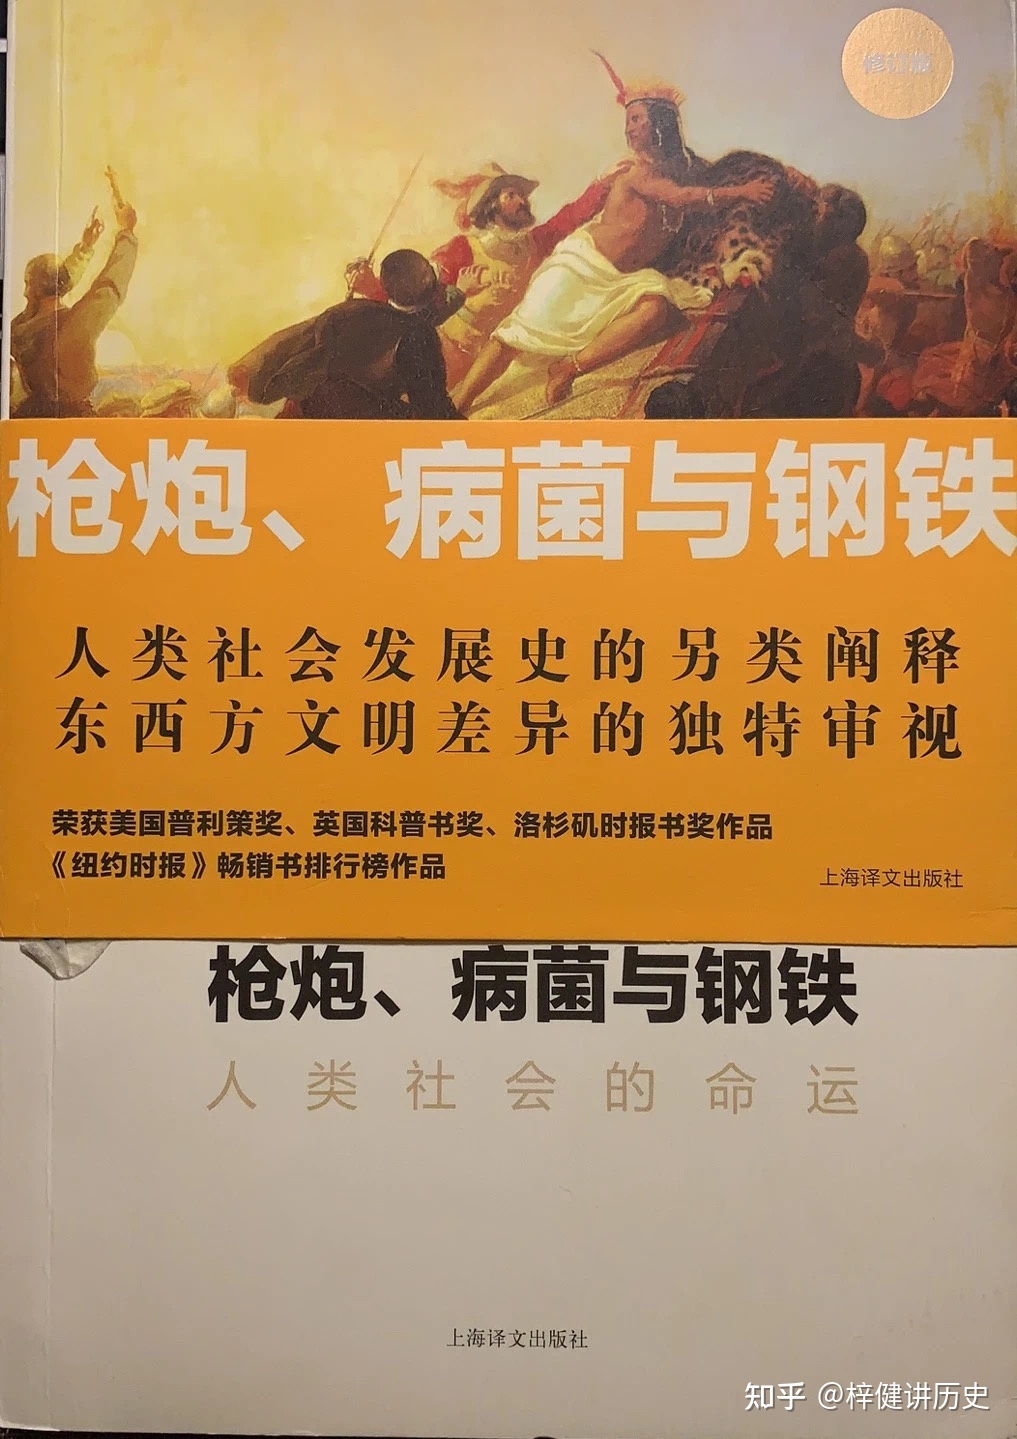 修订版
枪炮、病菌与钢铁
人类社会发展史的另类阐释
东西方文明差异的独特审视
荣获美国普利策奖、英国科普书奖、洛杉矶时报书奖作品
《纽约时报》畅销书排行榜作品
上海译文出版社
枪炮、病菌与钢铁
人类社会的命运
上海译文出版社
知乎 @梓健讲历史